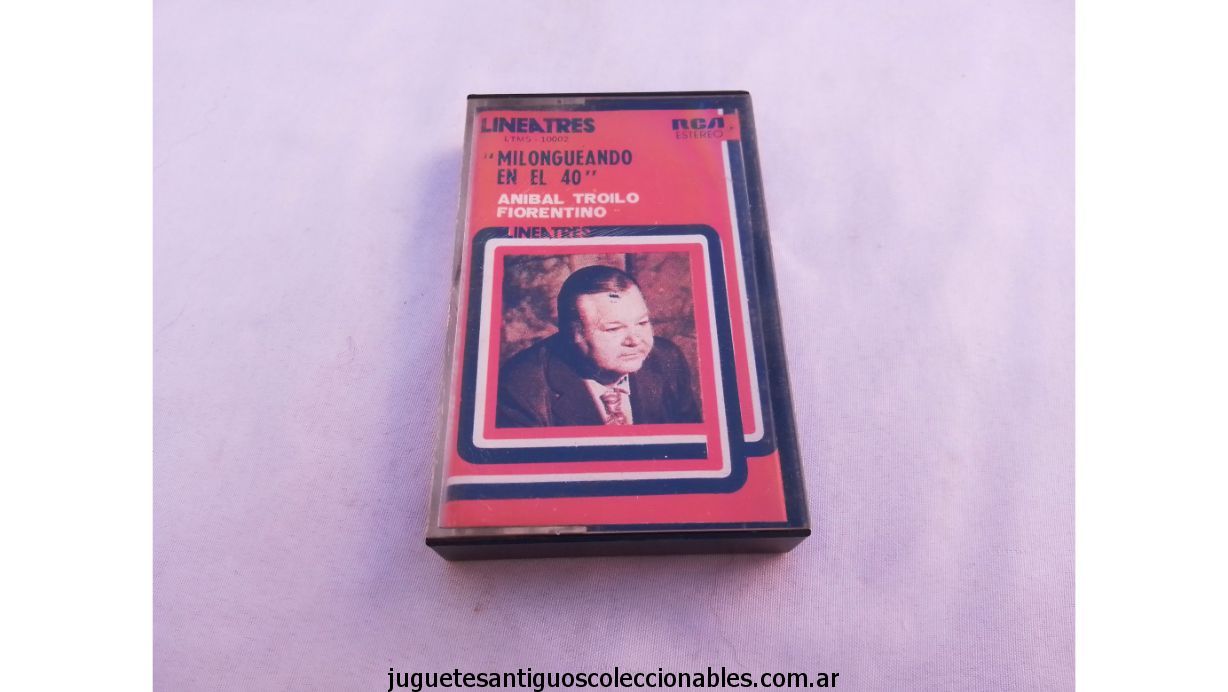 LINEATRES
RCA
LTMS - 10002
ESTEREO
"MILONGUEANDO
EN EL 40"
ANIBAL TROILO
FIORENTINO
LINEATRES
juguetesantiguoscoleccionables.com.ar